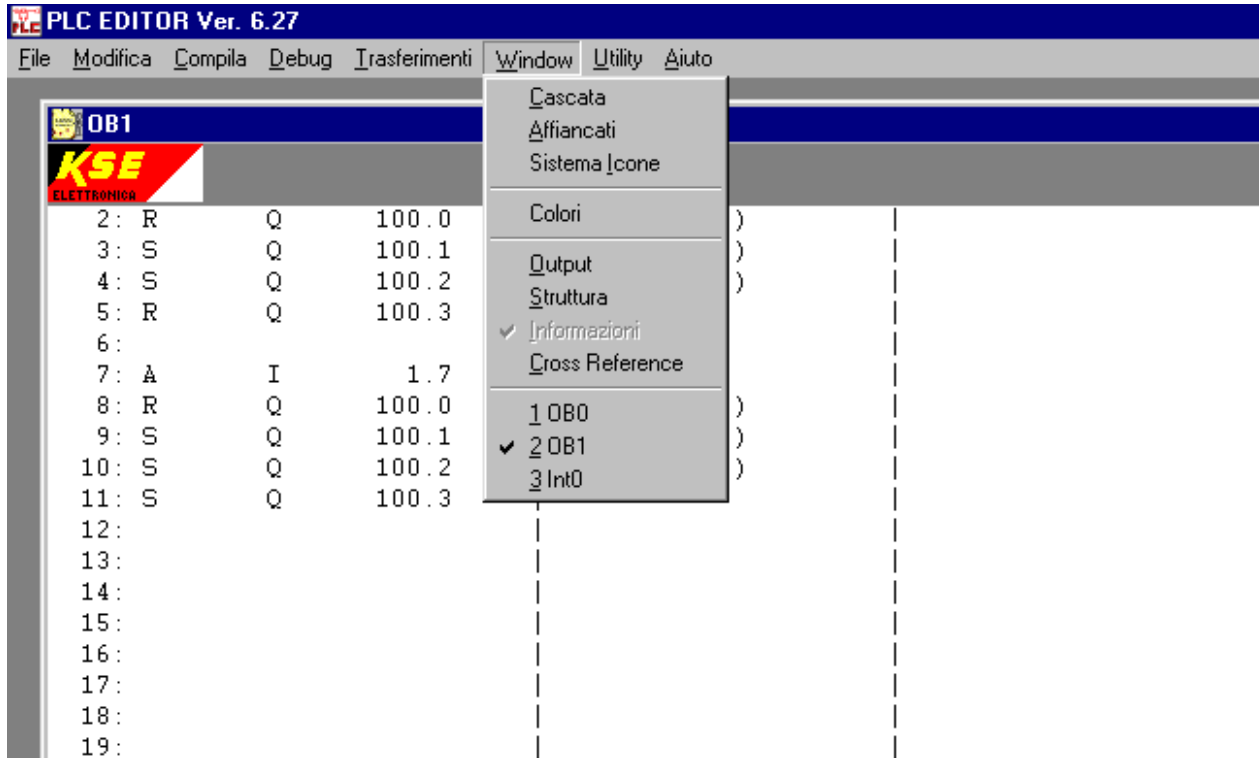 PLC EDITOR Ver. 6.27
File Modifica Compila Debug Trasferimenti Window Utility Aiuto
Cascata
Affiancati
Sistema Icone
Colori
Output
Struttura
Informazioni
Cross Reference
1 OB0
2 OB1
3 Int0
OB1
KSE
ELETTRONICA
2: R Q 100.0 ) |
3: S Q 100.1 ) |
4: S Q 100.2 ) |
5: R Q 100.3 |
6: |
7: A I 1.7 |
8: R Q 100.0 ) |
9: S Q 100.1 ) |
10: S Q 100.2 ) |
11: S Q 100.3 | |
12: | |
13: | |
14: | |
15: | |
16: | |
17: | |
18: | |
19: | |